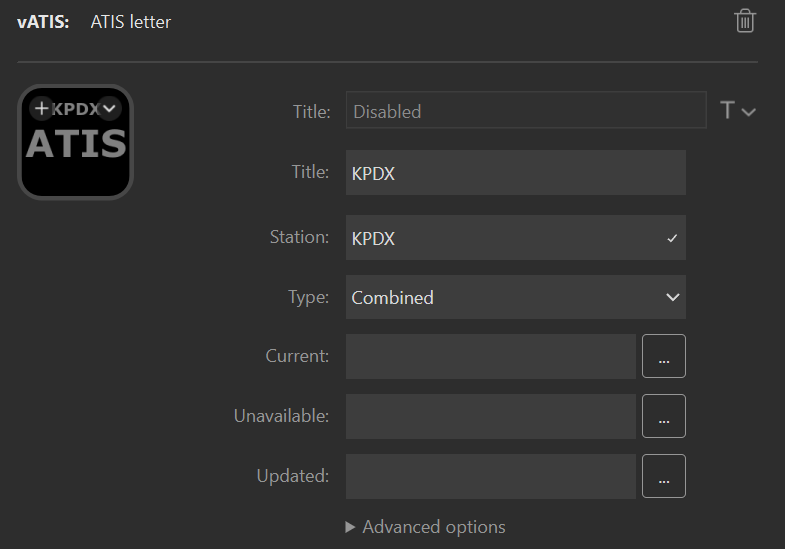 vATIS: ATIS letter
KPDX
ATIS
Title: Disabled T
Title: KPDX
Station: KPDX
Type: Combined
Current: ...
Unavailable: ...
Updated: ...
Advanced options